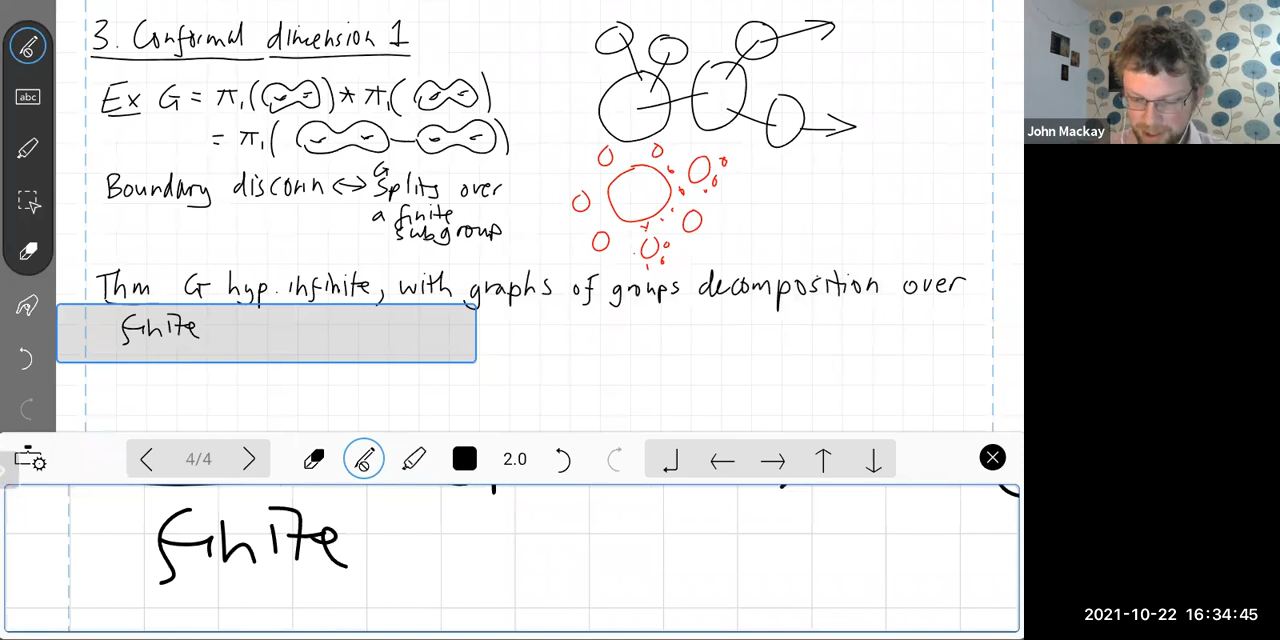 3. Conformal dimension 1
Ex G = π₁( ) * π₁( )
= π₁( )
Boundary disconn ↔ G splits over
a finite
subgroup
Thm G hyp. infinite, with graphs of groups decomposition over
finite
abc
4/4
2.0
finite
John Mackay
2021-10-22 16:34:45